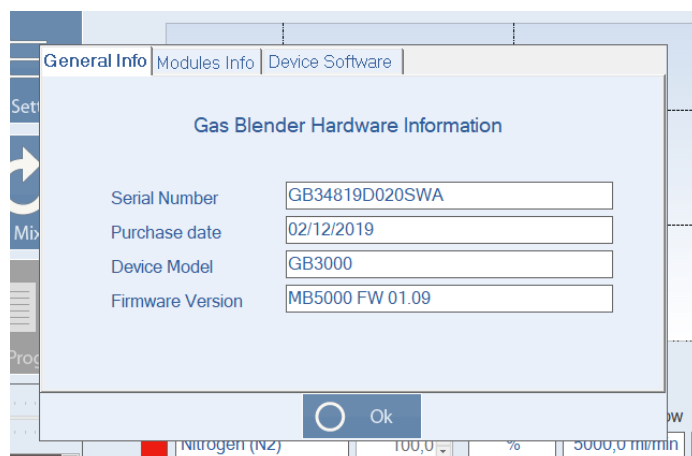 General Info Modules Info Device Software
Gas Blender Hardware Information
Serial Number GB34819D020SWA
Purchase date 02/12/2019
Device Model GB3000
Firmware Version MB5000 FW 01.09
Ok
Nitrogen (N2) 100,0 % 5000,0 ml/min